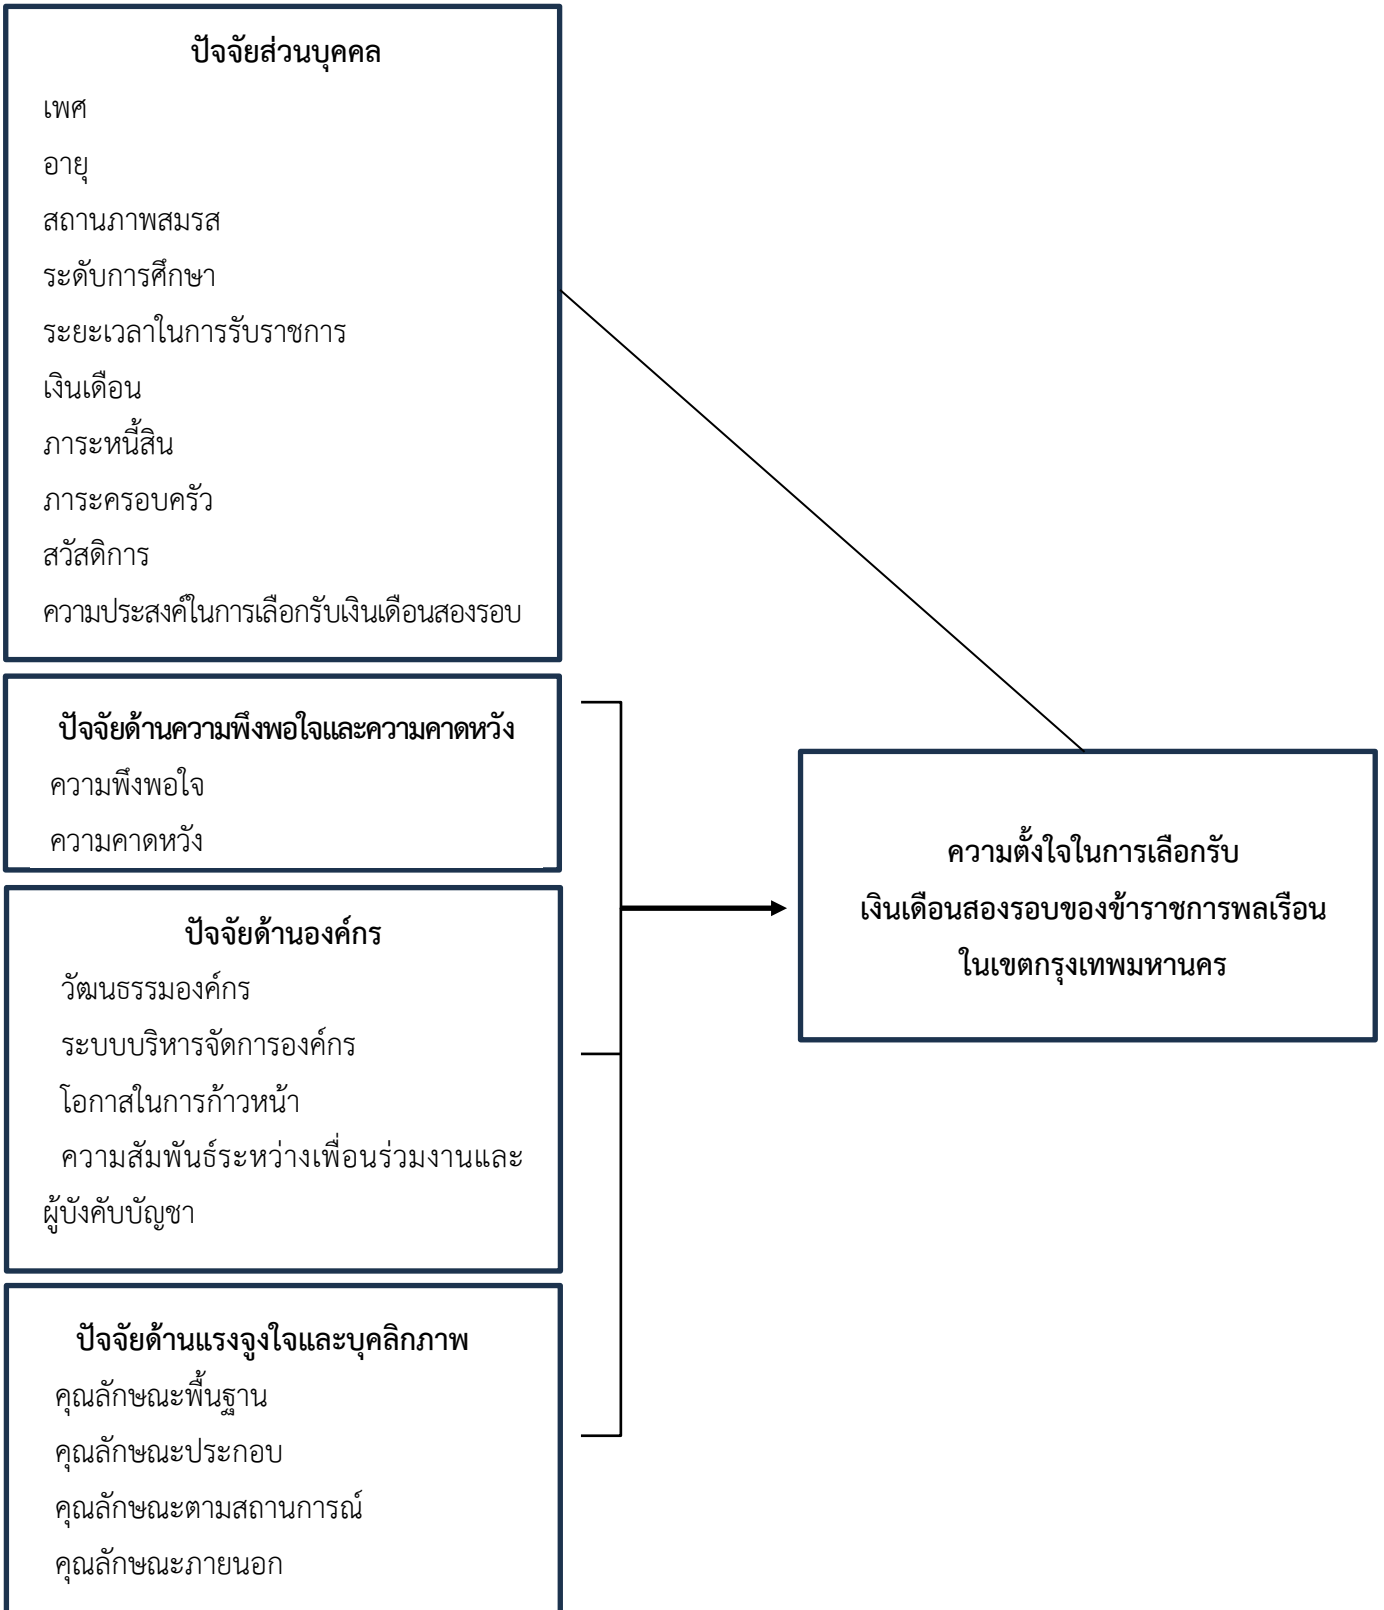 ปัจจัยส่วนบุคคล
เพศ
อายุ
สถานภาพสมรส
ระดับการศึกษา
ระยะเวลาในการรับราชการ
เงินเดือน
ภาระหนี้สิน
ภาระครอบครัว
สวัสดิการ
ความประสงค์ในการเลือกรับเงินเดือนสองรอบ
ปัจจัยด้านความพึงพอใจและความคาดหวัง
ความพึงพอใจ
ความคาดหวัง
ปัจจัยด้านองค์กร
วัฒนธรรมองค์กร
ระบบบริหารจัดการองค์กร
โอกาสในการก้าวหน้า
ความสัมพันธ์ระหว่างเพื่อนร่วมงานและ
ผู้บังคับบัญชา
ปัจจัยด้านแรงจูงใจและบุคลิกภาพ
คุณลักษณะพื้นฐาน
คุณลักษณะประกอบ
คุณลักษณะตามสถานการณ์
คุณลักษณะภายนอก
ความตั้งใจในการเลือกรับ
เงินเดือนสองรอบของข้าราชการพลเรือน
ในเขตกรุงเทพมหานคร